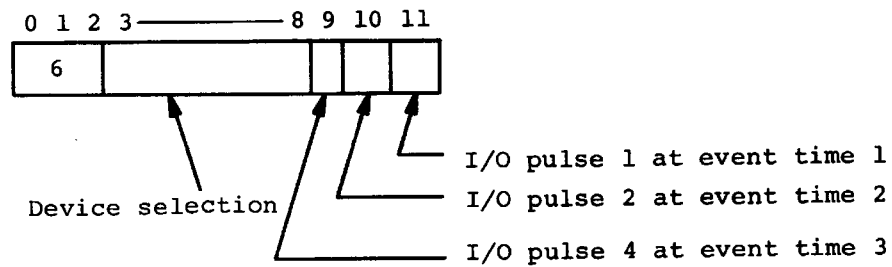 0 1 2 3 8 9 10 11
6
I/O pulse 1 at event time 1
I/O pulse 2 at event time 2
Device selection
I/O pulse 4 at event time 3